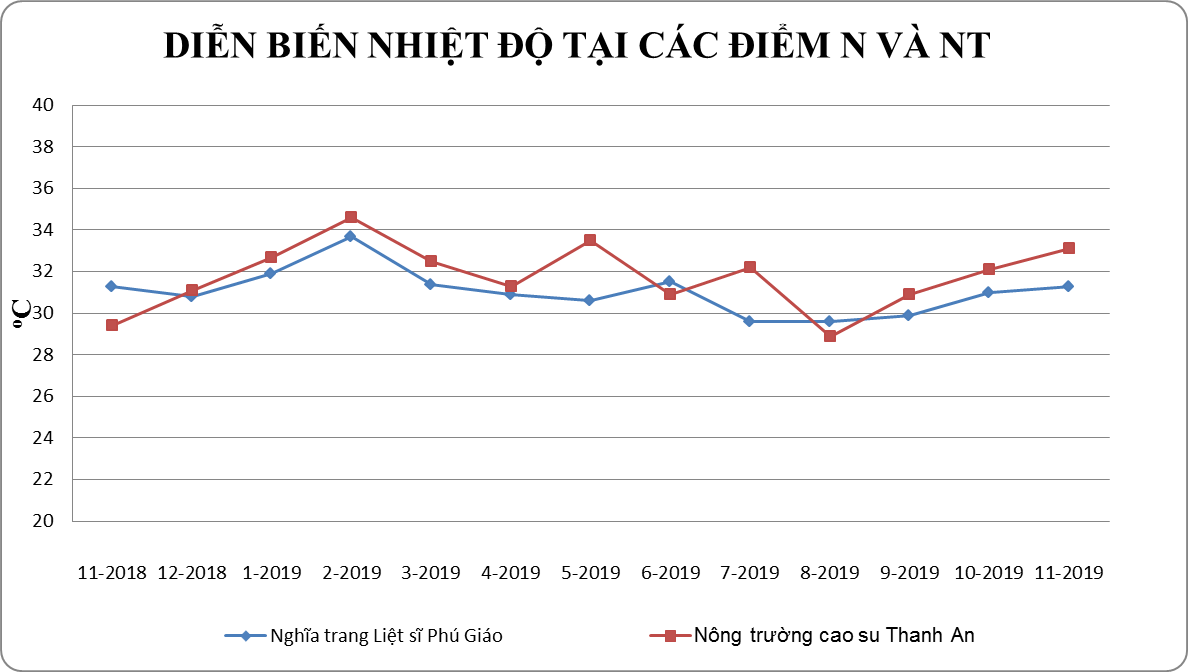 DIỄN BIẾN NHIỆT ĐỘ TẠI CÁC ĐIỂM N VÀ NT
40
38
36
34
32
30
28
26
24
22
20
ºC
11-2018 12-2018 1-2019 2-2019 3-2019 4-2019 5-2019 6-2019 7-2019 8-2019 9-2019 10-2019 11-2019
Nghĩa trang Liệt sĩ Phú Giáo Nông trường cao su Thanh An